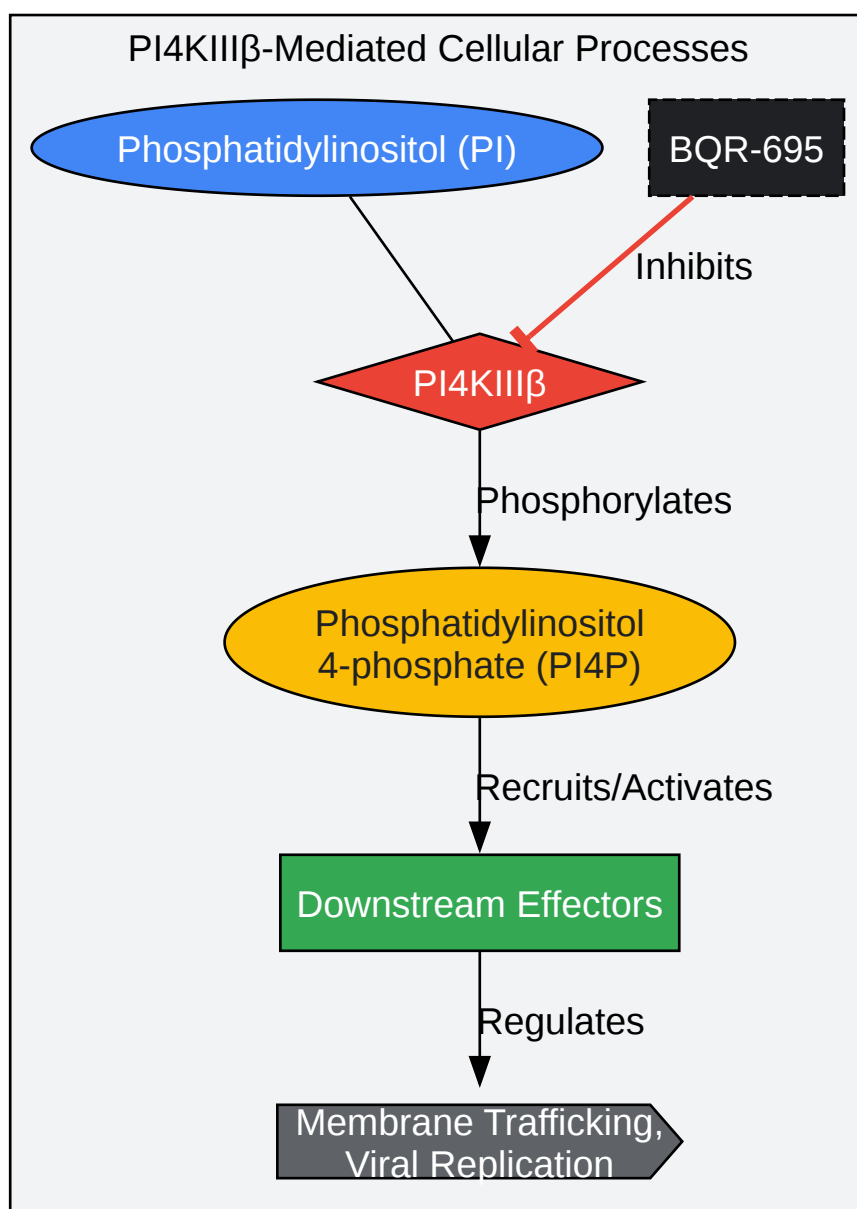 PI4KIIIβ-Mediated Cellular Processes
Phosphatidylinositol (PI)
BQR-695
Inhibits
PI4KIIIβ
Phosphorylates
Phosphatidylinositol
4-phosphate (PI4P)
Recruits/Activates
Downstream Effectors
Regulates
Membrane Trafficking,
Viral Replication